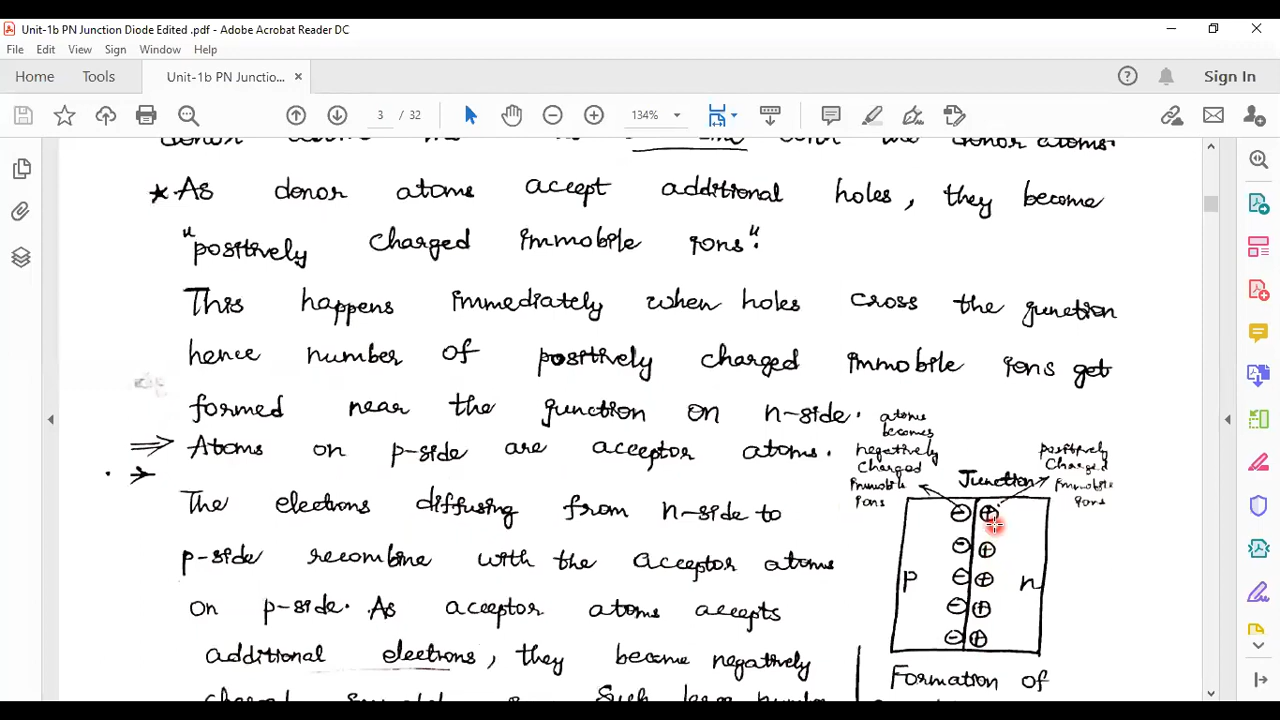 Unit-1b PN Junction Diode Edited .pdf - Adobe Acrobat Reader DC
File Edit View Sign Window Help
Home Tools Unit-1b PN Junctio... Sign In
3 / 32 134%
donor atoms.
★ As donor atoms accept additional holes, they become
"positively charged immobile ions".
This happens immediately when holes cross the junction
hence number of positively charged immobile ions get
formed near the junction on n-side.
⇒ Atoms on p-side are acceptor atoms.
The electrons diffusing from n-side to
p-side recombine with the acceptor atoms
on p-side. As acceptor atoms accepts
additional electrons, they become negatively
atoms
becomes
negatively
Charged
Immobile
ions
Junction
positively
Charged
Immobile
ions
p n
Formation of